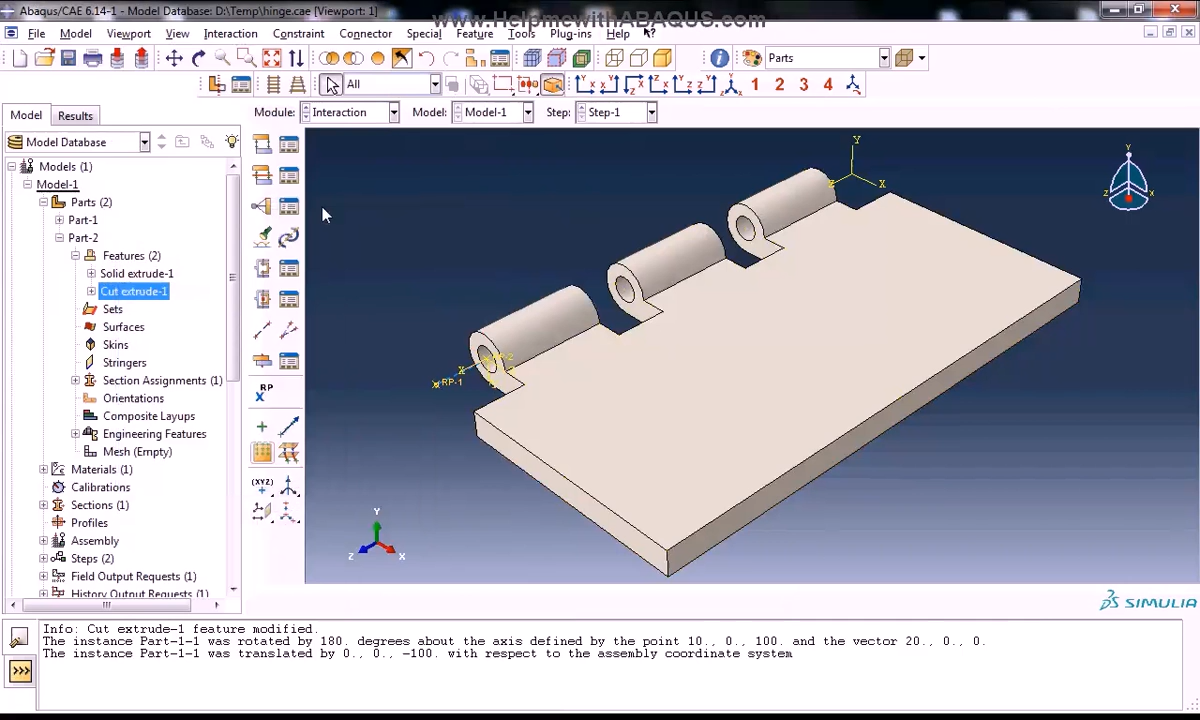 Abaqus/CAE 6.14-1 - Model Database: D:\Temp\hinge.cae [Viewport: 1]
www.HelpmewithABAQUS.com
File Model Viewport View Interaction Constraint Connector Special Feature Tools Plug-ins Help
All
Parts
1 2 3 4
Model Results
Module: Interaction Model: Model-1 Step: Step-1
Model Database
Models (1)
Model-1
Parts (2)
Part-1
Part-2
Features (2)
Solid extrude-1
Cut extrude-1
Sets
Surfaces
Skins
Stringers
Section Assignments (1)
Orientations
Composite Layups
Engineering Features
Mesh (Empty)
Materials (1)
Calibrations
Sections (1)
Profiles
Assembly
Steps (2)
Field Output Requests (1)
History Output Requests (1)
RP
(XYZ)
Y
Z X
Y
Z X
RP-2
X
RP-1
Y
Z X
SIMULIA
Info: Cut extrude-1 feature modified.
The instance Part-1-1 was rotated by 180. degrees about the axis defined by the point 10., 0., 100. and the vector 20., 0., 0.
The instance Part-1-1 was translated by 0., 0., -100. with respect to the assembly coordinate system
>>>